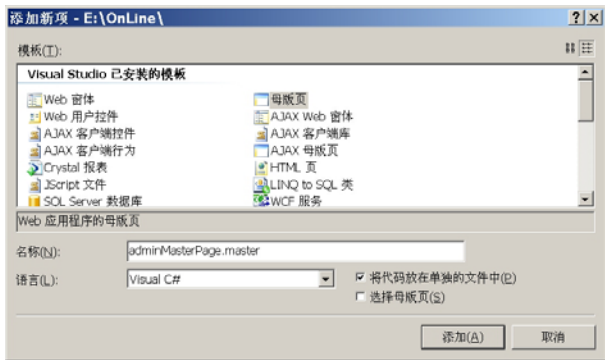 添加新项 - E:\OnLine\
模板(T):
Visual Studio 已安装的模板
Web 窗体 母版页
Web 用户控件 AJAX Web 窗体
AJAX 客户端控件 AJAX 客户端库
AJAX 客户端行为 AJAX 母版页
Crystal 报表 HTML 页
JScript 文件 LINQ to SQL 类
SQL Server 数据库 WCF 服务
Web 应用程序的母版页
名称(N): adminMasterPage.master
语言(L): Visual C# 将代码放在单独的文件中(P)
选择母版页(S)
添加(A) 取消